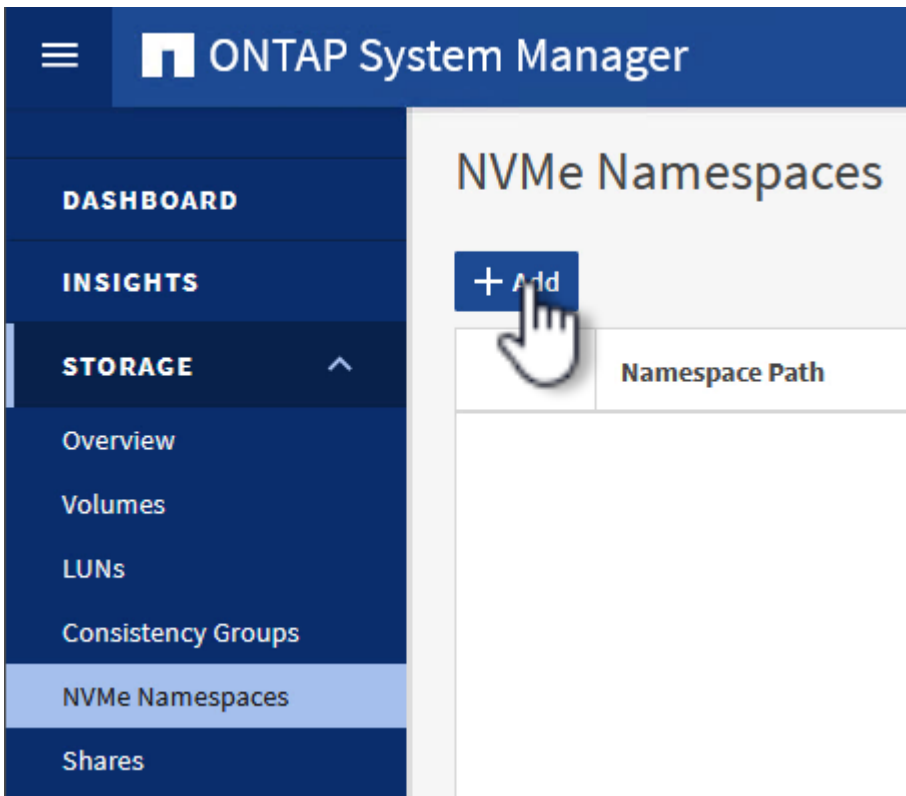 ONTAP System Manager
DASHBOARD
INSIGHTS
STORAGE
Overview
Volumes
LUNs
Consistency Groups
NVMe Namespaces
Shares
NVMe Namespaces
+ Add
Namespace Path